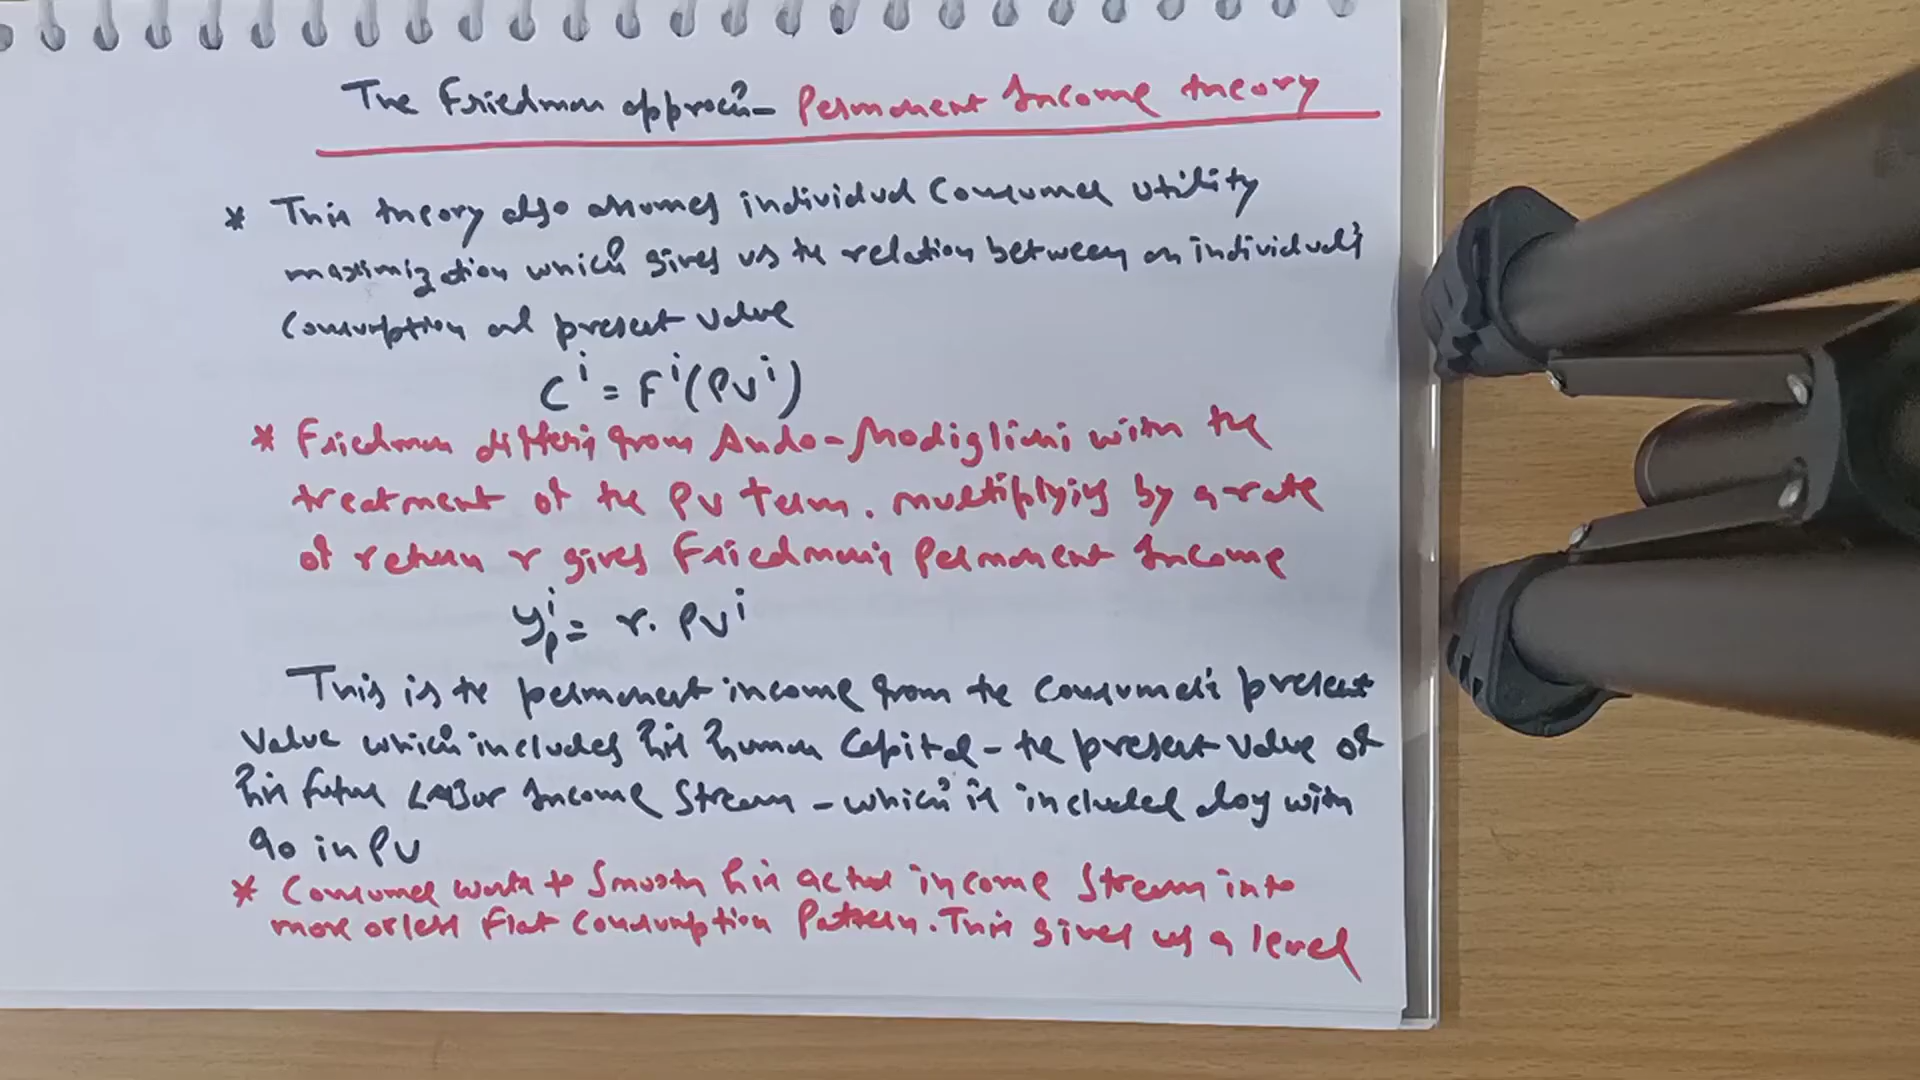 The Friedman approach- Permanent Income theory
* This theory also assumes individual Consumer utility
maximization which gives us the relation between an individual's
Consumption and present value
C^i = F^i(PV^i)
* Friedman differs from Ando-Modigliani with the
treatment of the PV term. multiplying by a rate
of return r gives Friedman's Permanent Income
y_p^i = r. PV^i
This is the permanent income from the Consumer's present
value which includes his human Capital - the present value of
his future LABor Income Stream - which is included along with
a0 in PV
* Consumer wants to Smooth his actual income Stream into
more or less flat Consumption Pattern. This gives us a level